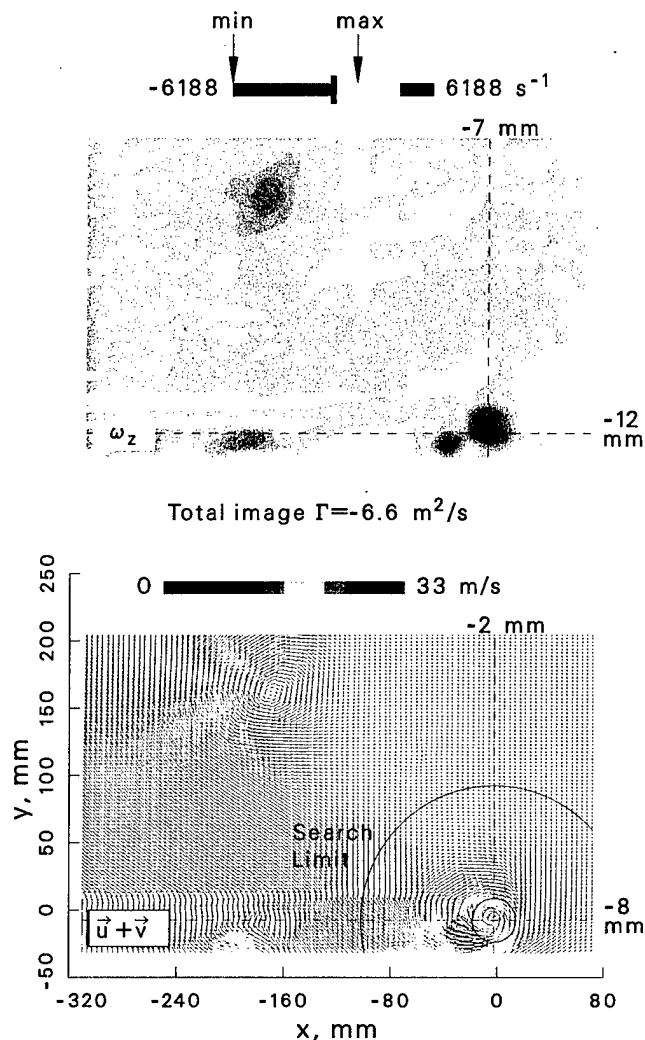 min max
-6188 6188 s⁻¹
-7 mm
ω_z
-12
mm
Total image Γ=-6.6 m²/s
250
0 33 m/s
-2 mm
200
150
100
50
0
-50
y, mm
Search
Limit
-8
mm
u⃗+v⃗
-320 -240 -160 -80 0 80
x, mm